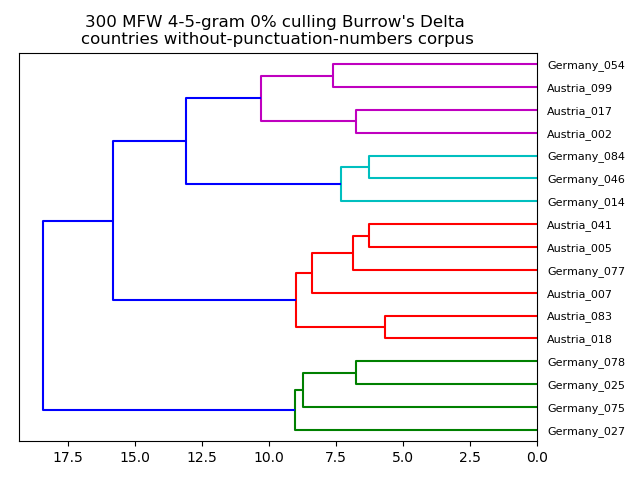 300 MFW 4-5-gram 0% culling Burrow's Delta
countries without-punctuation-numbers corpus
Germany_054
Austria_099
Austria_017
Austria_002
Germany_084
Germany_046
Germany_014
Austria_041
Austria_005
Germany_077
Austria_007
Austria_083
Austria_018
Germany_078
Germany_025
Germany_075
Germany_027
17.5 15.0 12.5 10.0 7.5 5.0 2.5 0.0